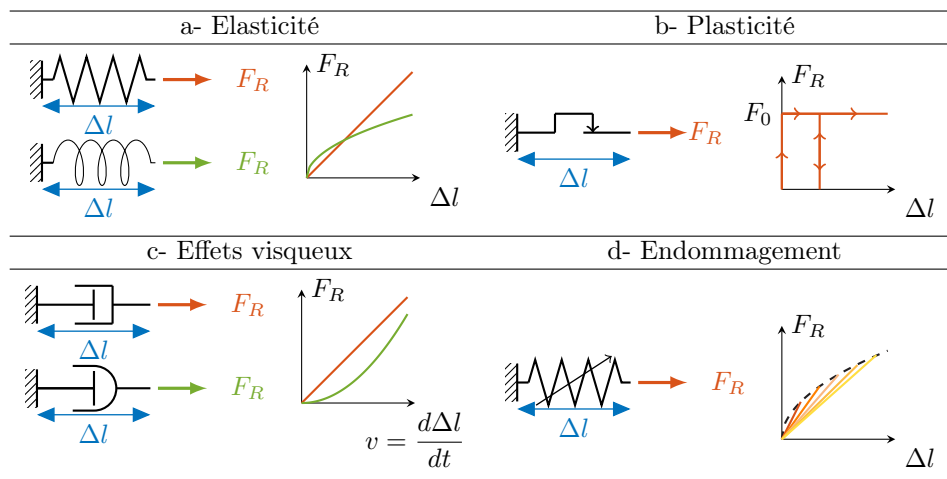 a- Elasticité
b- Plasticité
F_R
Δl
F_R
Δl
F_R
Δl
F_R
Δl
F_R
F_0
Δl
c- Effets visqueux
d- Endommagement
F_R
Δl
F_R
Δl
F_R
v = dΔl/dt
F_R
Δl
F_R
Δl